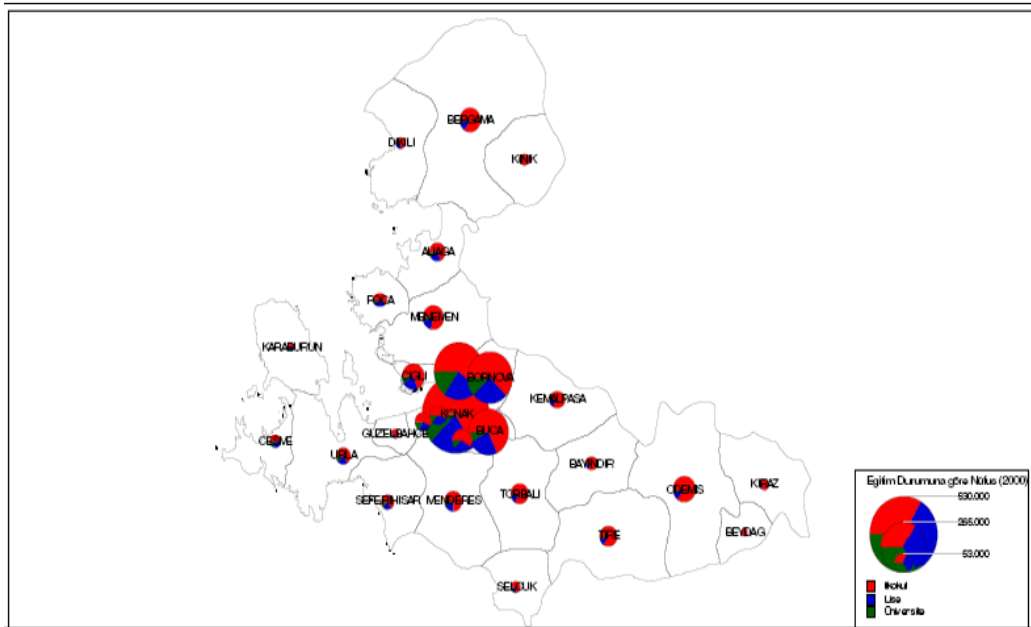 BERGAMA
DIKILI
KINIK
ALIAGA
FOCA
MENEMEN
KARABURUN
CIGLI
BORNOVA
KEMALPASA
KONAK
GUZELBAHCE
BUCA
CESME
URLA
BAYINDIR
SEFERIHISAR
MENDERES
TORBALI
ODEMIS
KIRAZ
TIRE
BEYDAG
SELCUK
Egitim Durumuna göre Nüfus (2000)
530.000
265.000
53.000
Ilkokul
Lise
Üniversite